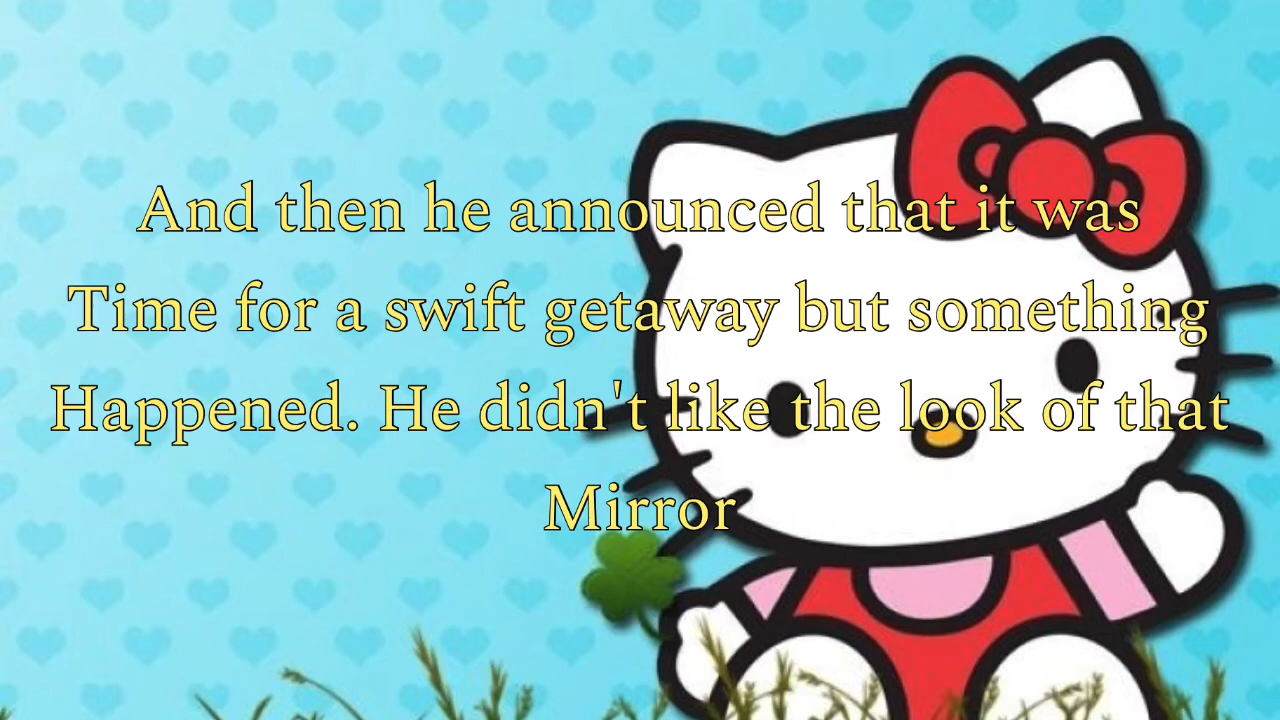 And then he announced that it was
Time for a swift getaway but something
Happened. He didn't like the look of that
Mirror